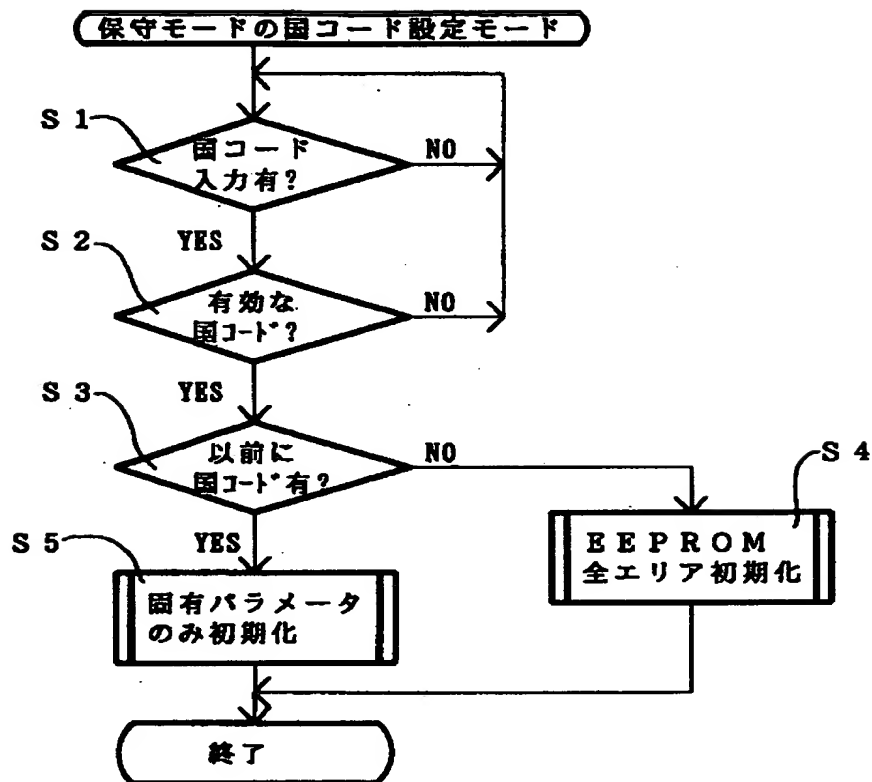 保守モードの国コード設定モード
S 1
国コード
入力有?
NO
YES
S 2
有効な
国コード?
NO
YES
S 3
以前に
国コード有?
NO
S 4
EEPROM
全エリア初期化
YES
S 5
固有パラメータ
のみ初期化
終了